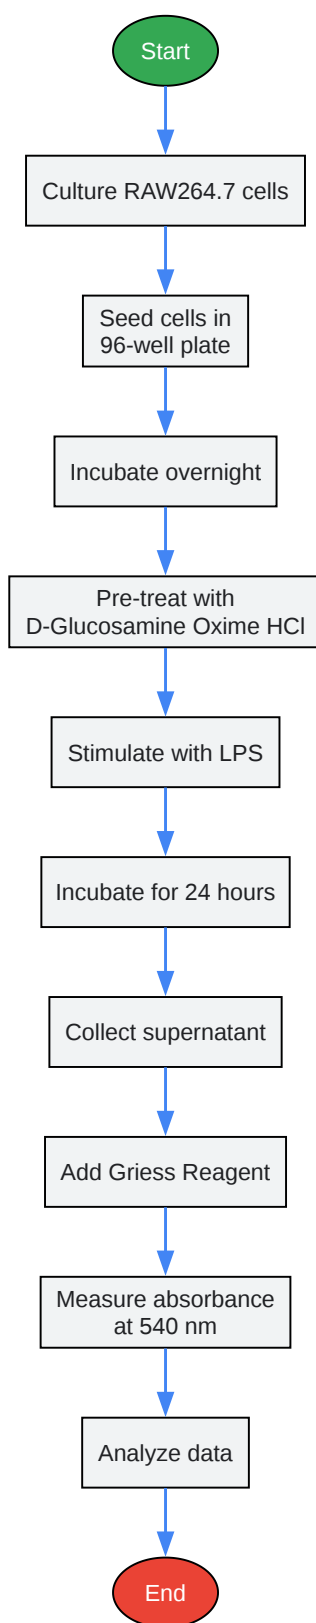 Start
Culture RAW264.7 cells
Seed cells in
96-well plate
Incubate overnight
Pre-treat with
D-Glucosamine Oxime HCl
Stimulate with LPS
Incubate for 24 hours
Collect supernatant
Add Griess Reagent
Measure absorbance
at 540 nm
Analyze data
End